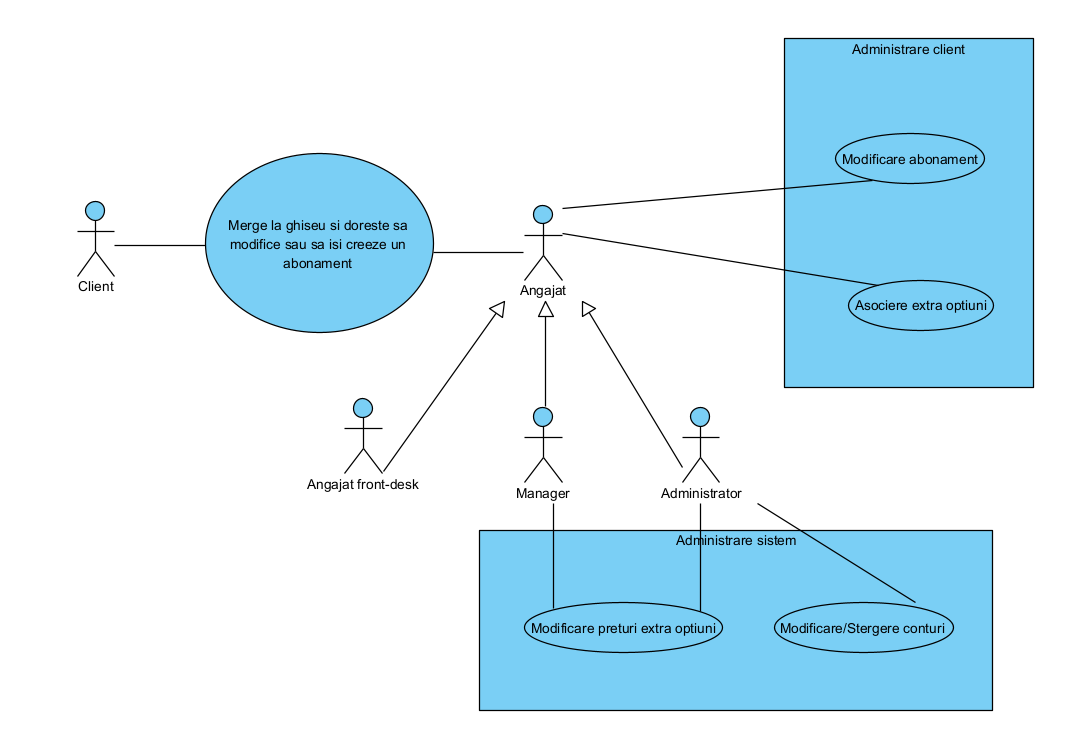 Administrare client
Modificare abonament
Merge la ghiseu si doreste sa
modifice sau sa isi creeze un
abonament
Client
Angajat
Asociere extra optiuni
Angajat front-desk
Manager
Administrator
Administrare sistem
Modificare preturi extra optiuni
Modificare/Stergere conturi